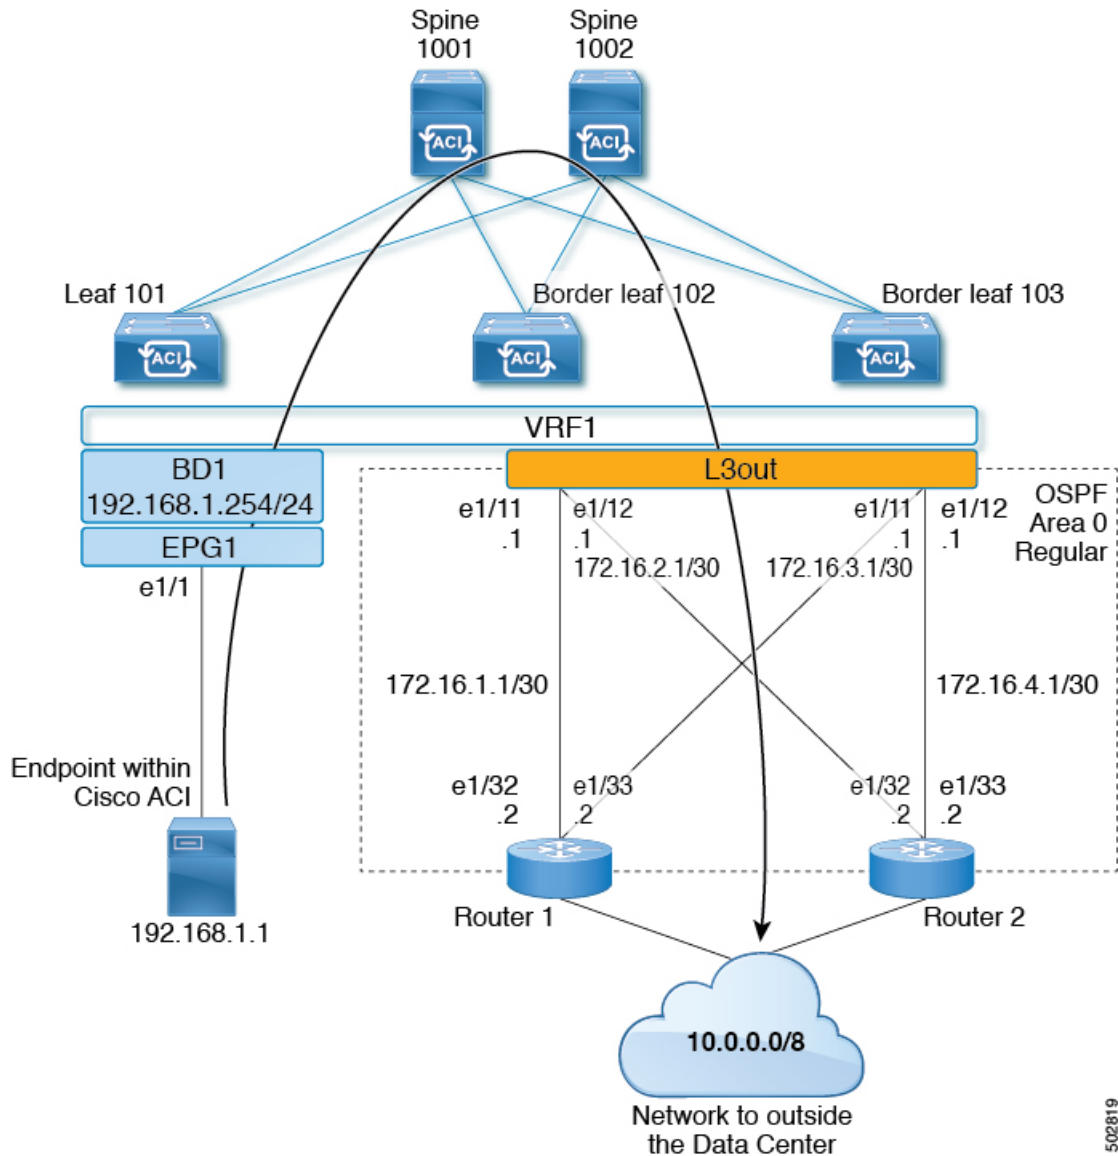 Spine
1001
Spine
1002
ACI
ACI
Leaf 101
Border leaf 102
Border leaf 103
ACI
ACI
ACI
VRF1
BD1
192.168.1.254/24
L3out
EPG1
OSPF
Area 0
Regular
e1/11
.1
e1/12
.1
e1/11
.1
e1/12
.1
172.16.2.1/30
172.16.3.1/30
e1/1
172.16.1.1/30
172.16.4.1/30
Endpoint within
Cisco ACI
e1/32
.2
e1/33
.2
e1/32
.2
e1/33
.2
192.168.1.1
Router 1
Router 2
10.0.0.0/8
Network to outside
the Data Center
502819